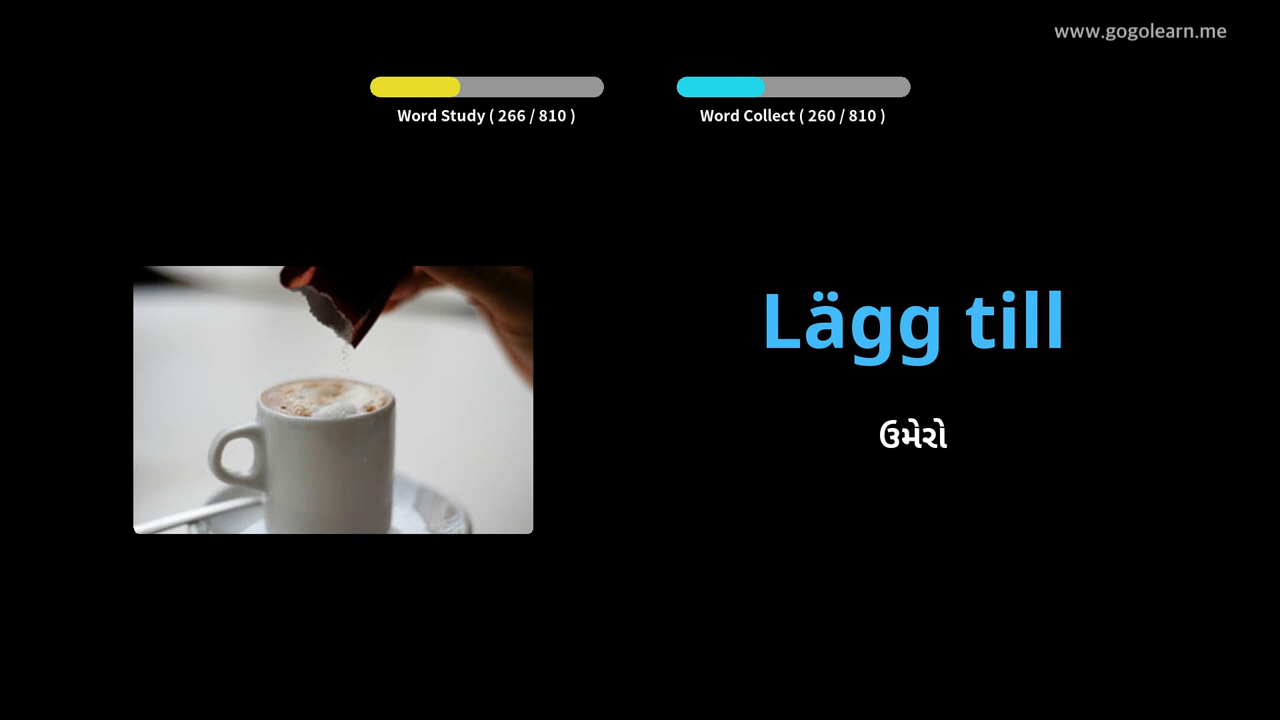 www.gogolearn.me
Word Study ( 266 / 810 )
Word Collect ( 260 / 810 )
Lägg till
ઉમેરો